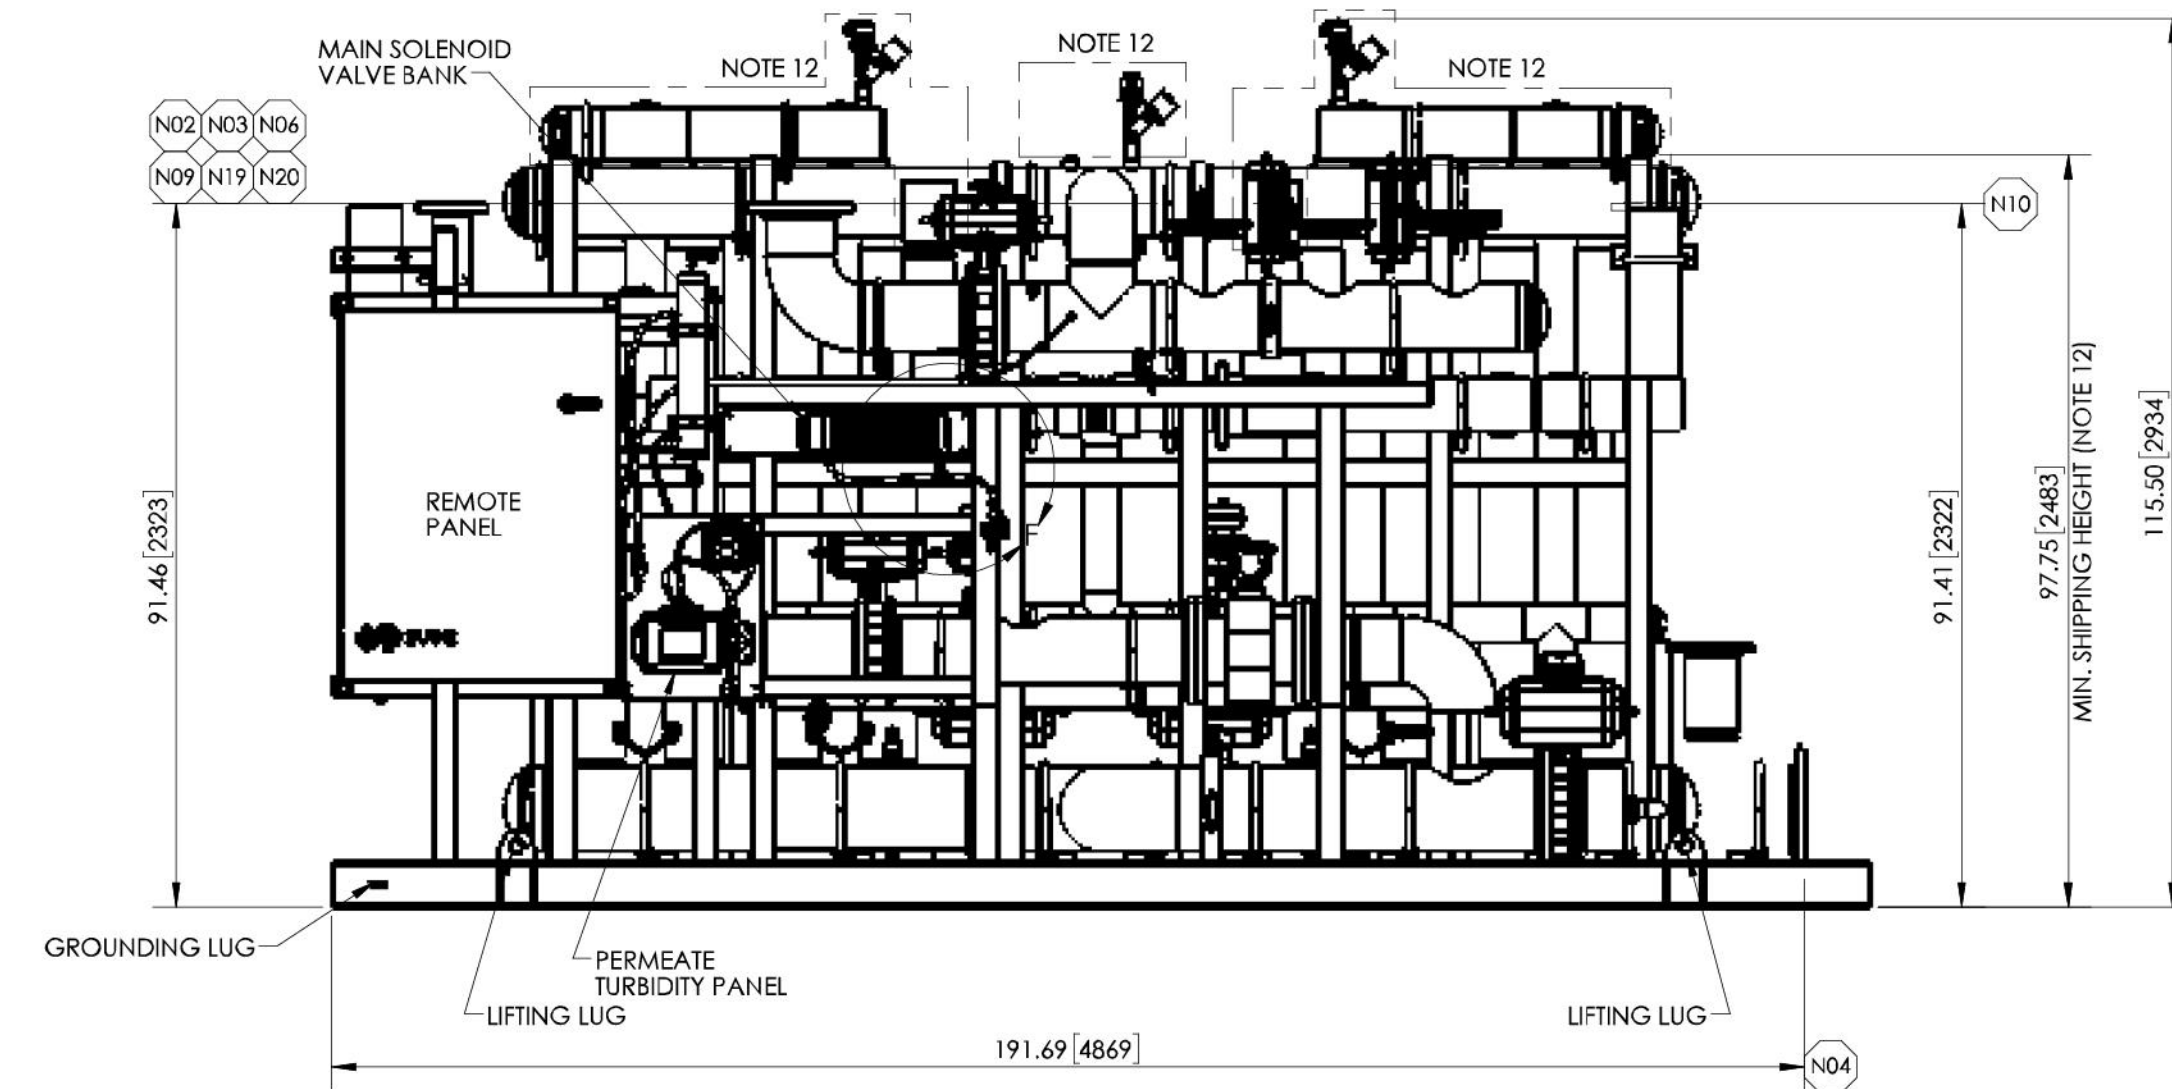 MAIN SOLENOID
VALVE BANK
NOTE 12
NOTE 12
NOTE 12
N02 N03 N06
N09 N19 N20
N10
REMOTE
PANEL
F
91.46 [2323]
91.41 [2322]
97.75 [2483]
MIN. SHIPPING HEIGHT (NOTE 12)
115.50 [2934]
GROUNDING LUG
PERMEATE
TURBIDITY PANEL
LIFTING LUG
LIFTING LUG
191.69 [4869]
N04